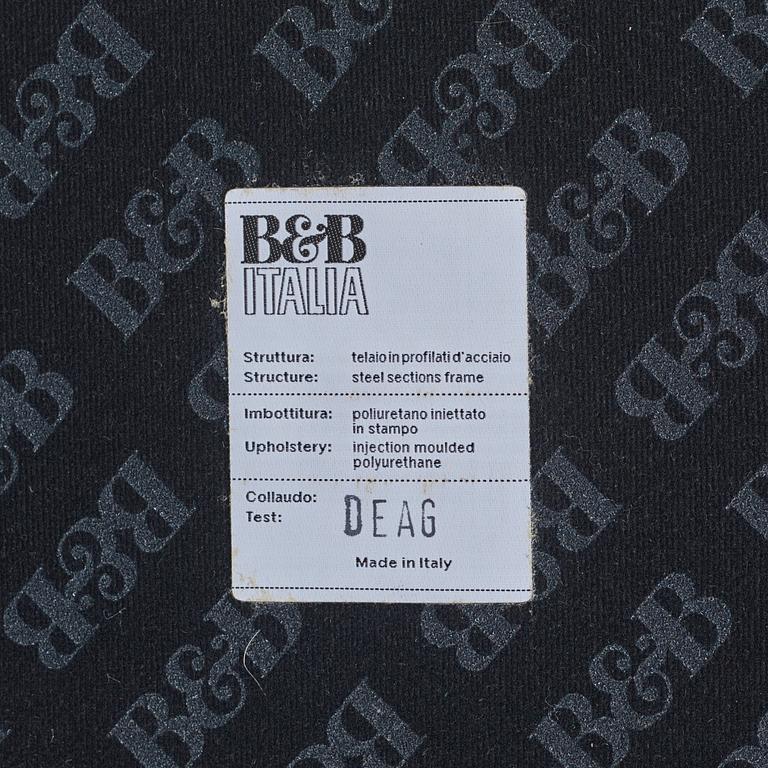 B&B
ITALIA
Struttura: telaio in profilati d'acciaio
Structure: steel sections frame
Imbottitura: poliuretano iniettato
in stampo
Upholstery: injection moulded
polyurethane
Collaudo:
Test: DEAG
Made in Italy
B&B
B&B
B&B
B&B
B&B
B&B
B&B
B&B
B&B